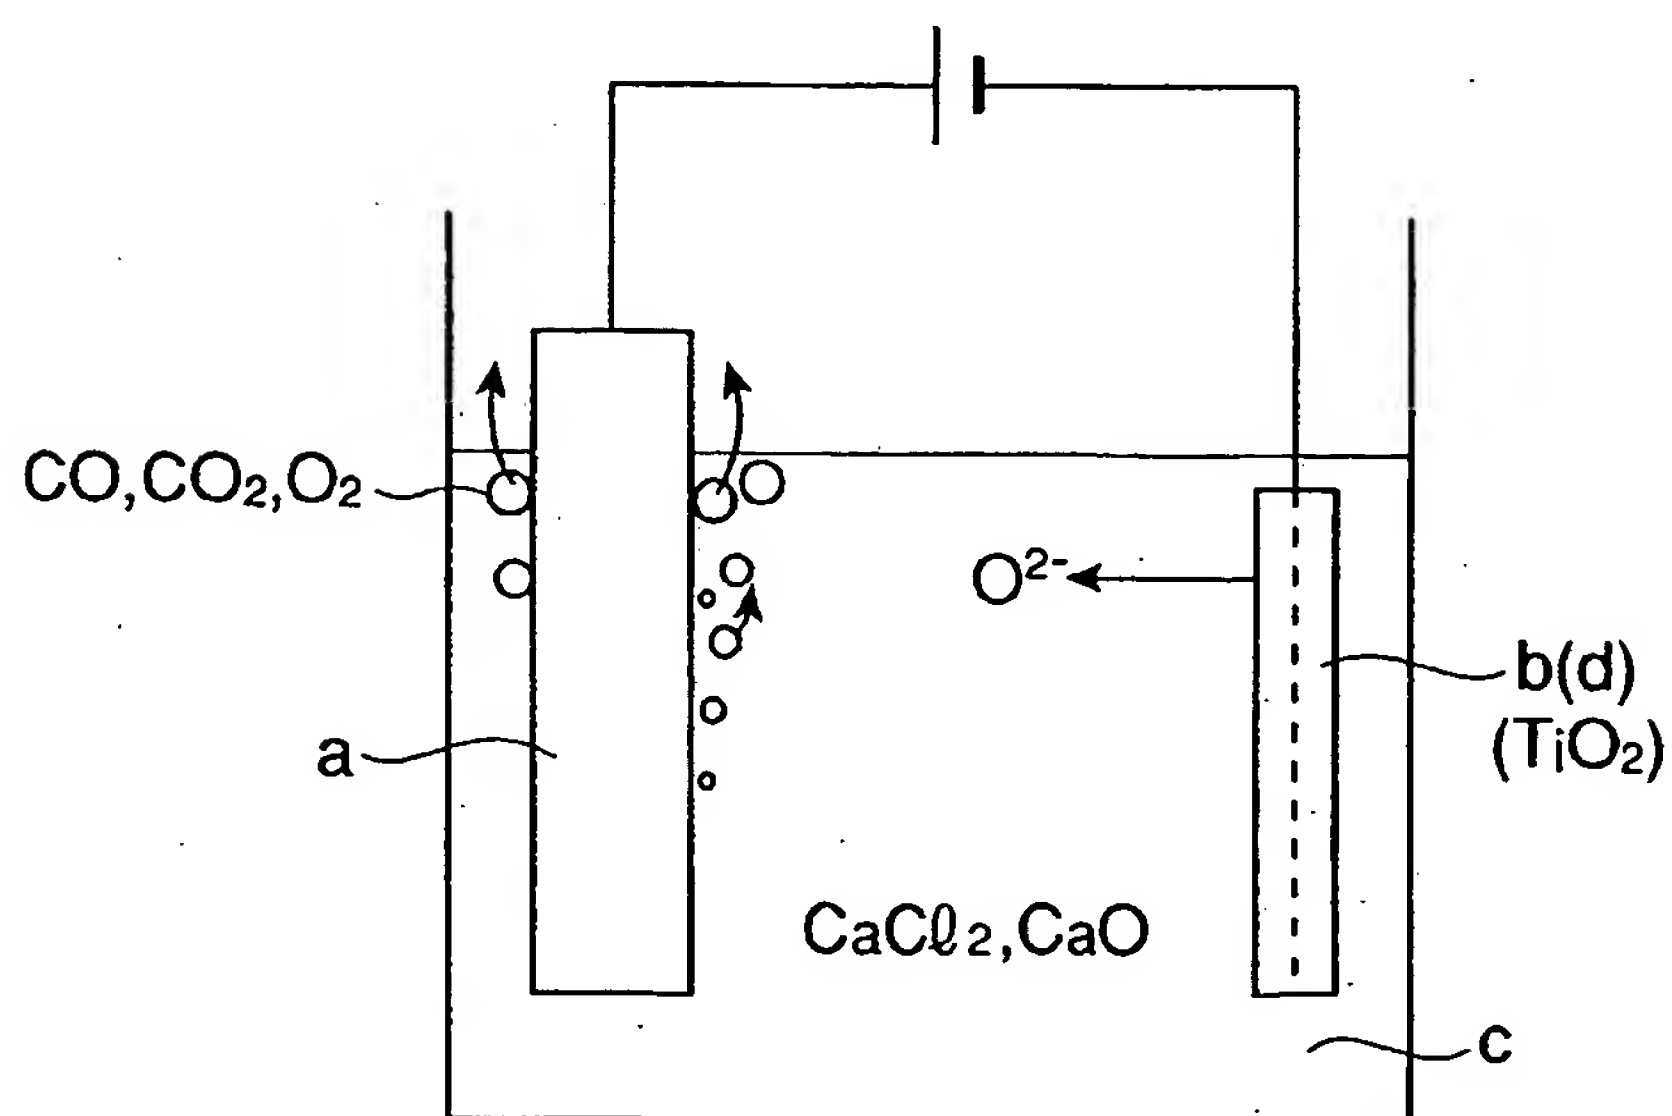 CO,CO₂,O₂
O²⁻
b(d)
(TiO₂)
a
CaCℓ₂,CaO
c